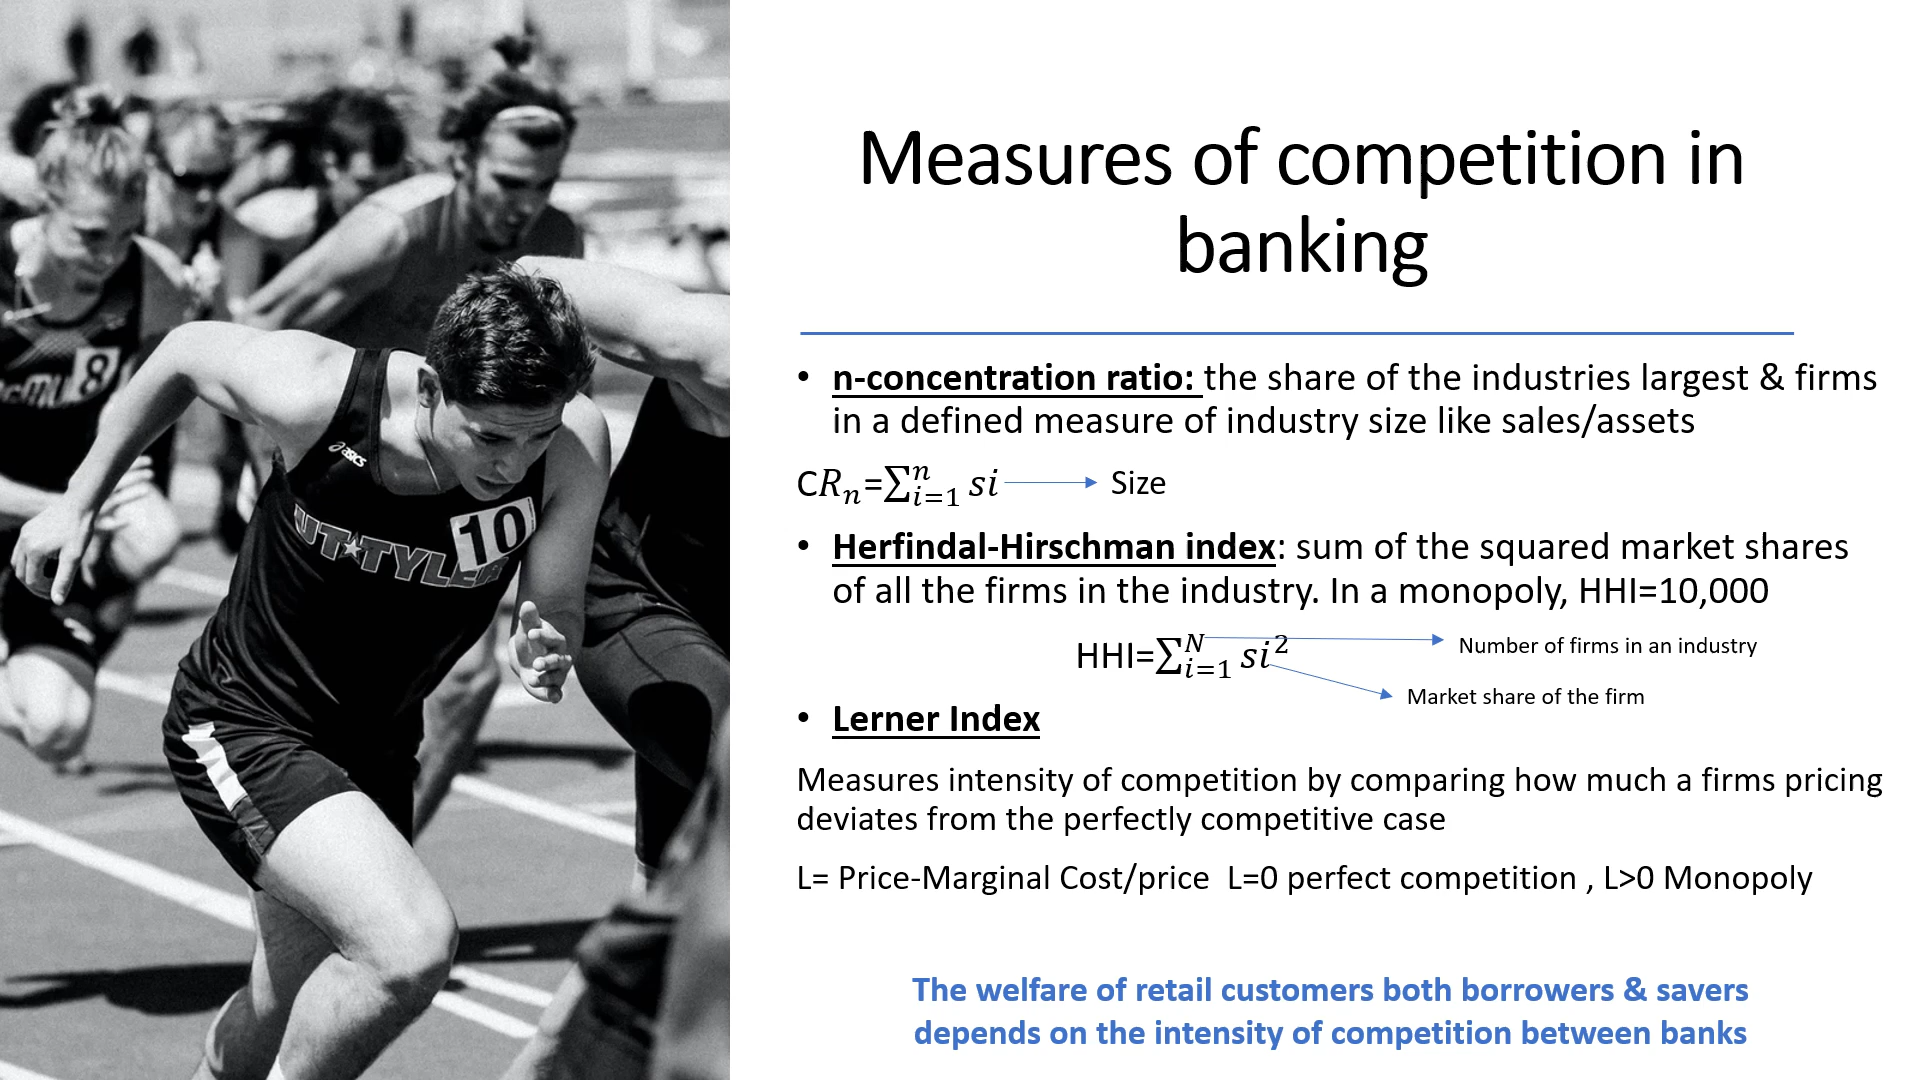 Measures of competition in
banking
• n-concentration ratio: the share of the industries largest & firms
in a defined measure of industry size like sales/assets
CRₙ=∑ⁿᵢ₌₁ si → Size
• Herfindal-Hirschman index: sum of the squared market shares
of all the firms in the industry. In a monopoly, HHI=10,000
HHI=∑ᴺᵢ₌₁ si² → Number of firms in an industry
Market share of the firm
• Lerner Index
Measures intensity of competition by comparing how much a firms pricing
deviates from the perfectly competitive case
L= Price-Marginal Cost/price L=0 perfect competition , L>0 Monopoly
The welfare of retail customers both borrowers & savers
depends on the intensity of competition between banks
8
asics
10
UT★TYLER